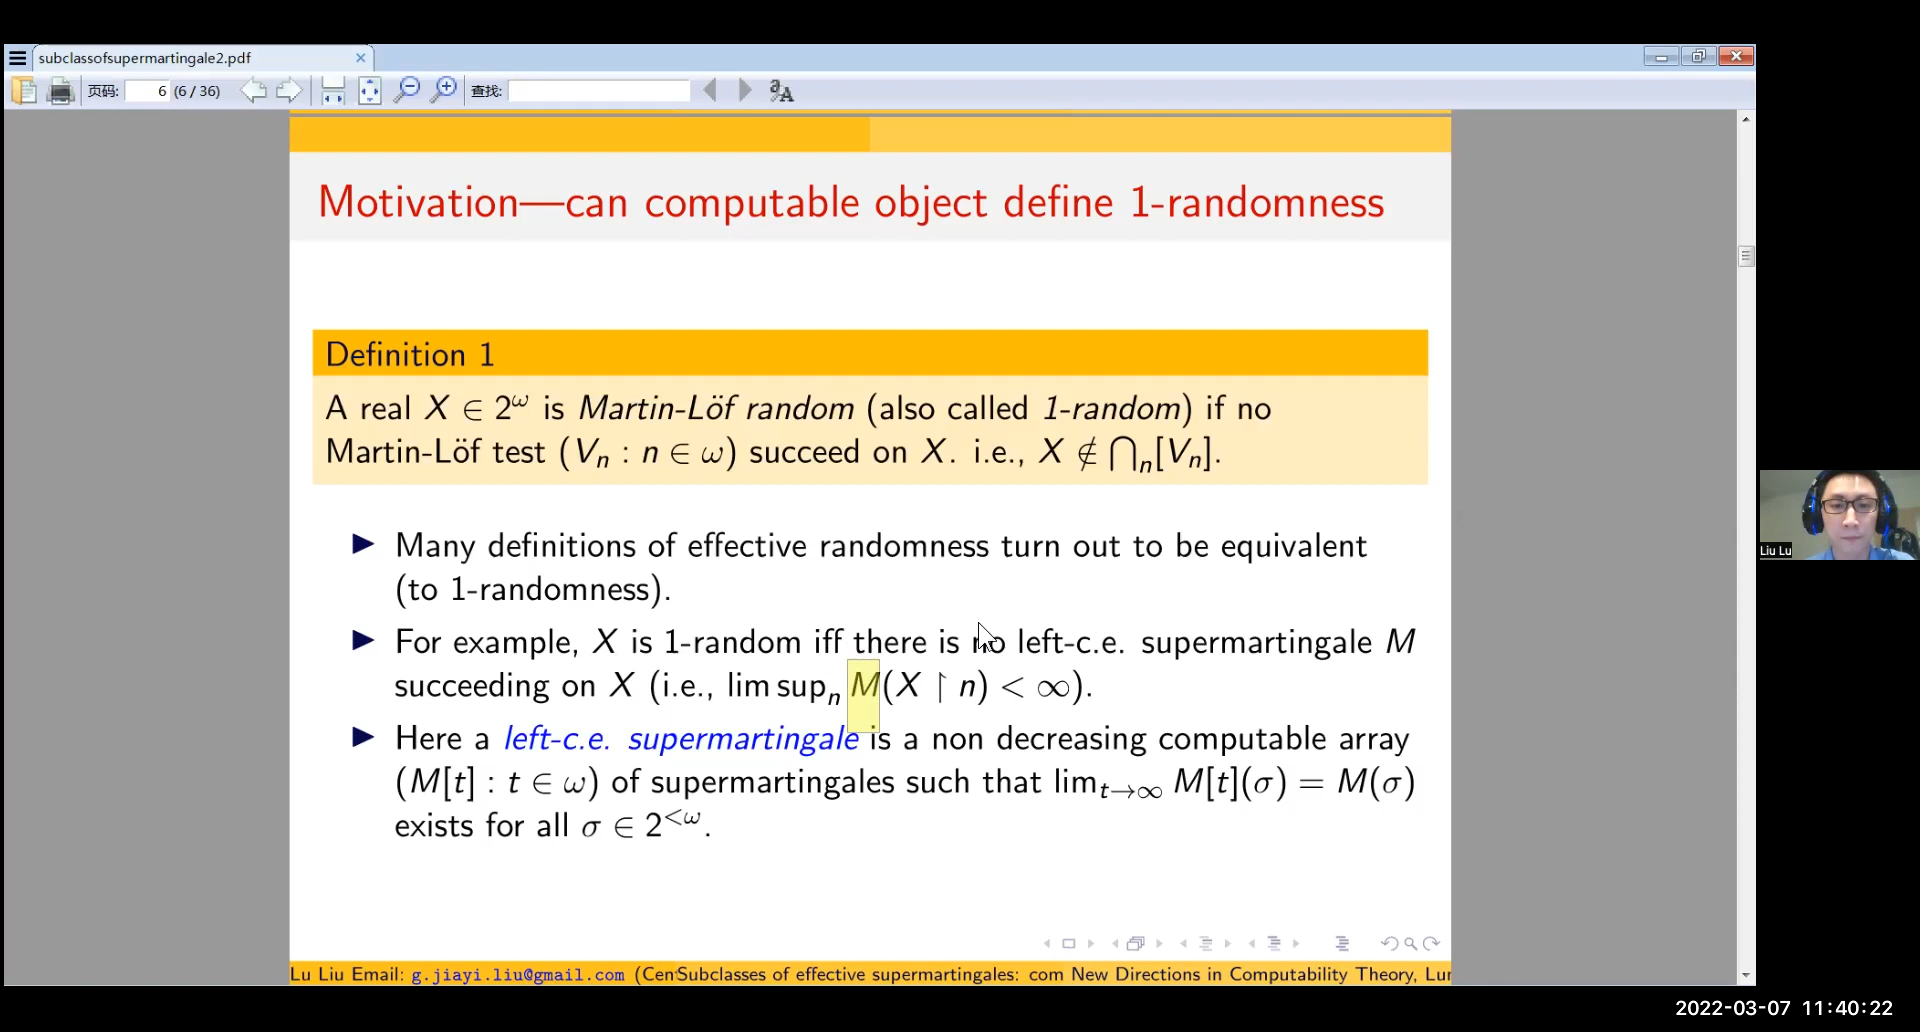 subclassofsupermartingale2.pdf
页码: 6 (6 / 36) 查找:
Motivation—can computable object define 1-randomness
Definition 1
A real X ∈ 2^ω is Martin-Löf random (also called 1-random) if no
Martin-Löf test (V_n : n ∈ ω) succeed on X. i.e., X ∉ ⋂_n[V_n].
▶ Many definitions of effective randomness turn out to be equivalent
(to 1-randomness).
▶ For example, X is 1-random iff there is no left-c.e. supermartingale M
succeeding on X (i.e., lim sup_n M(X ↾ n) < ∞).
▶ Here a left-c.e. supermartingale is a non decreasing computable array
(M[t] : t ∈ ω) of supermartingales such that lim_{t→∞} M[t](σ) = M(σ)
exists for all σ ∈ 2^{<ω}.
Lu Liu Email: g.jiayi.liu@gmail.com (Cen Subclasses of effective supermartingales: com New Directions in Computability Theory, Lu
Liu Lu
2022-03-07 11:40:22